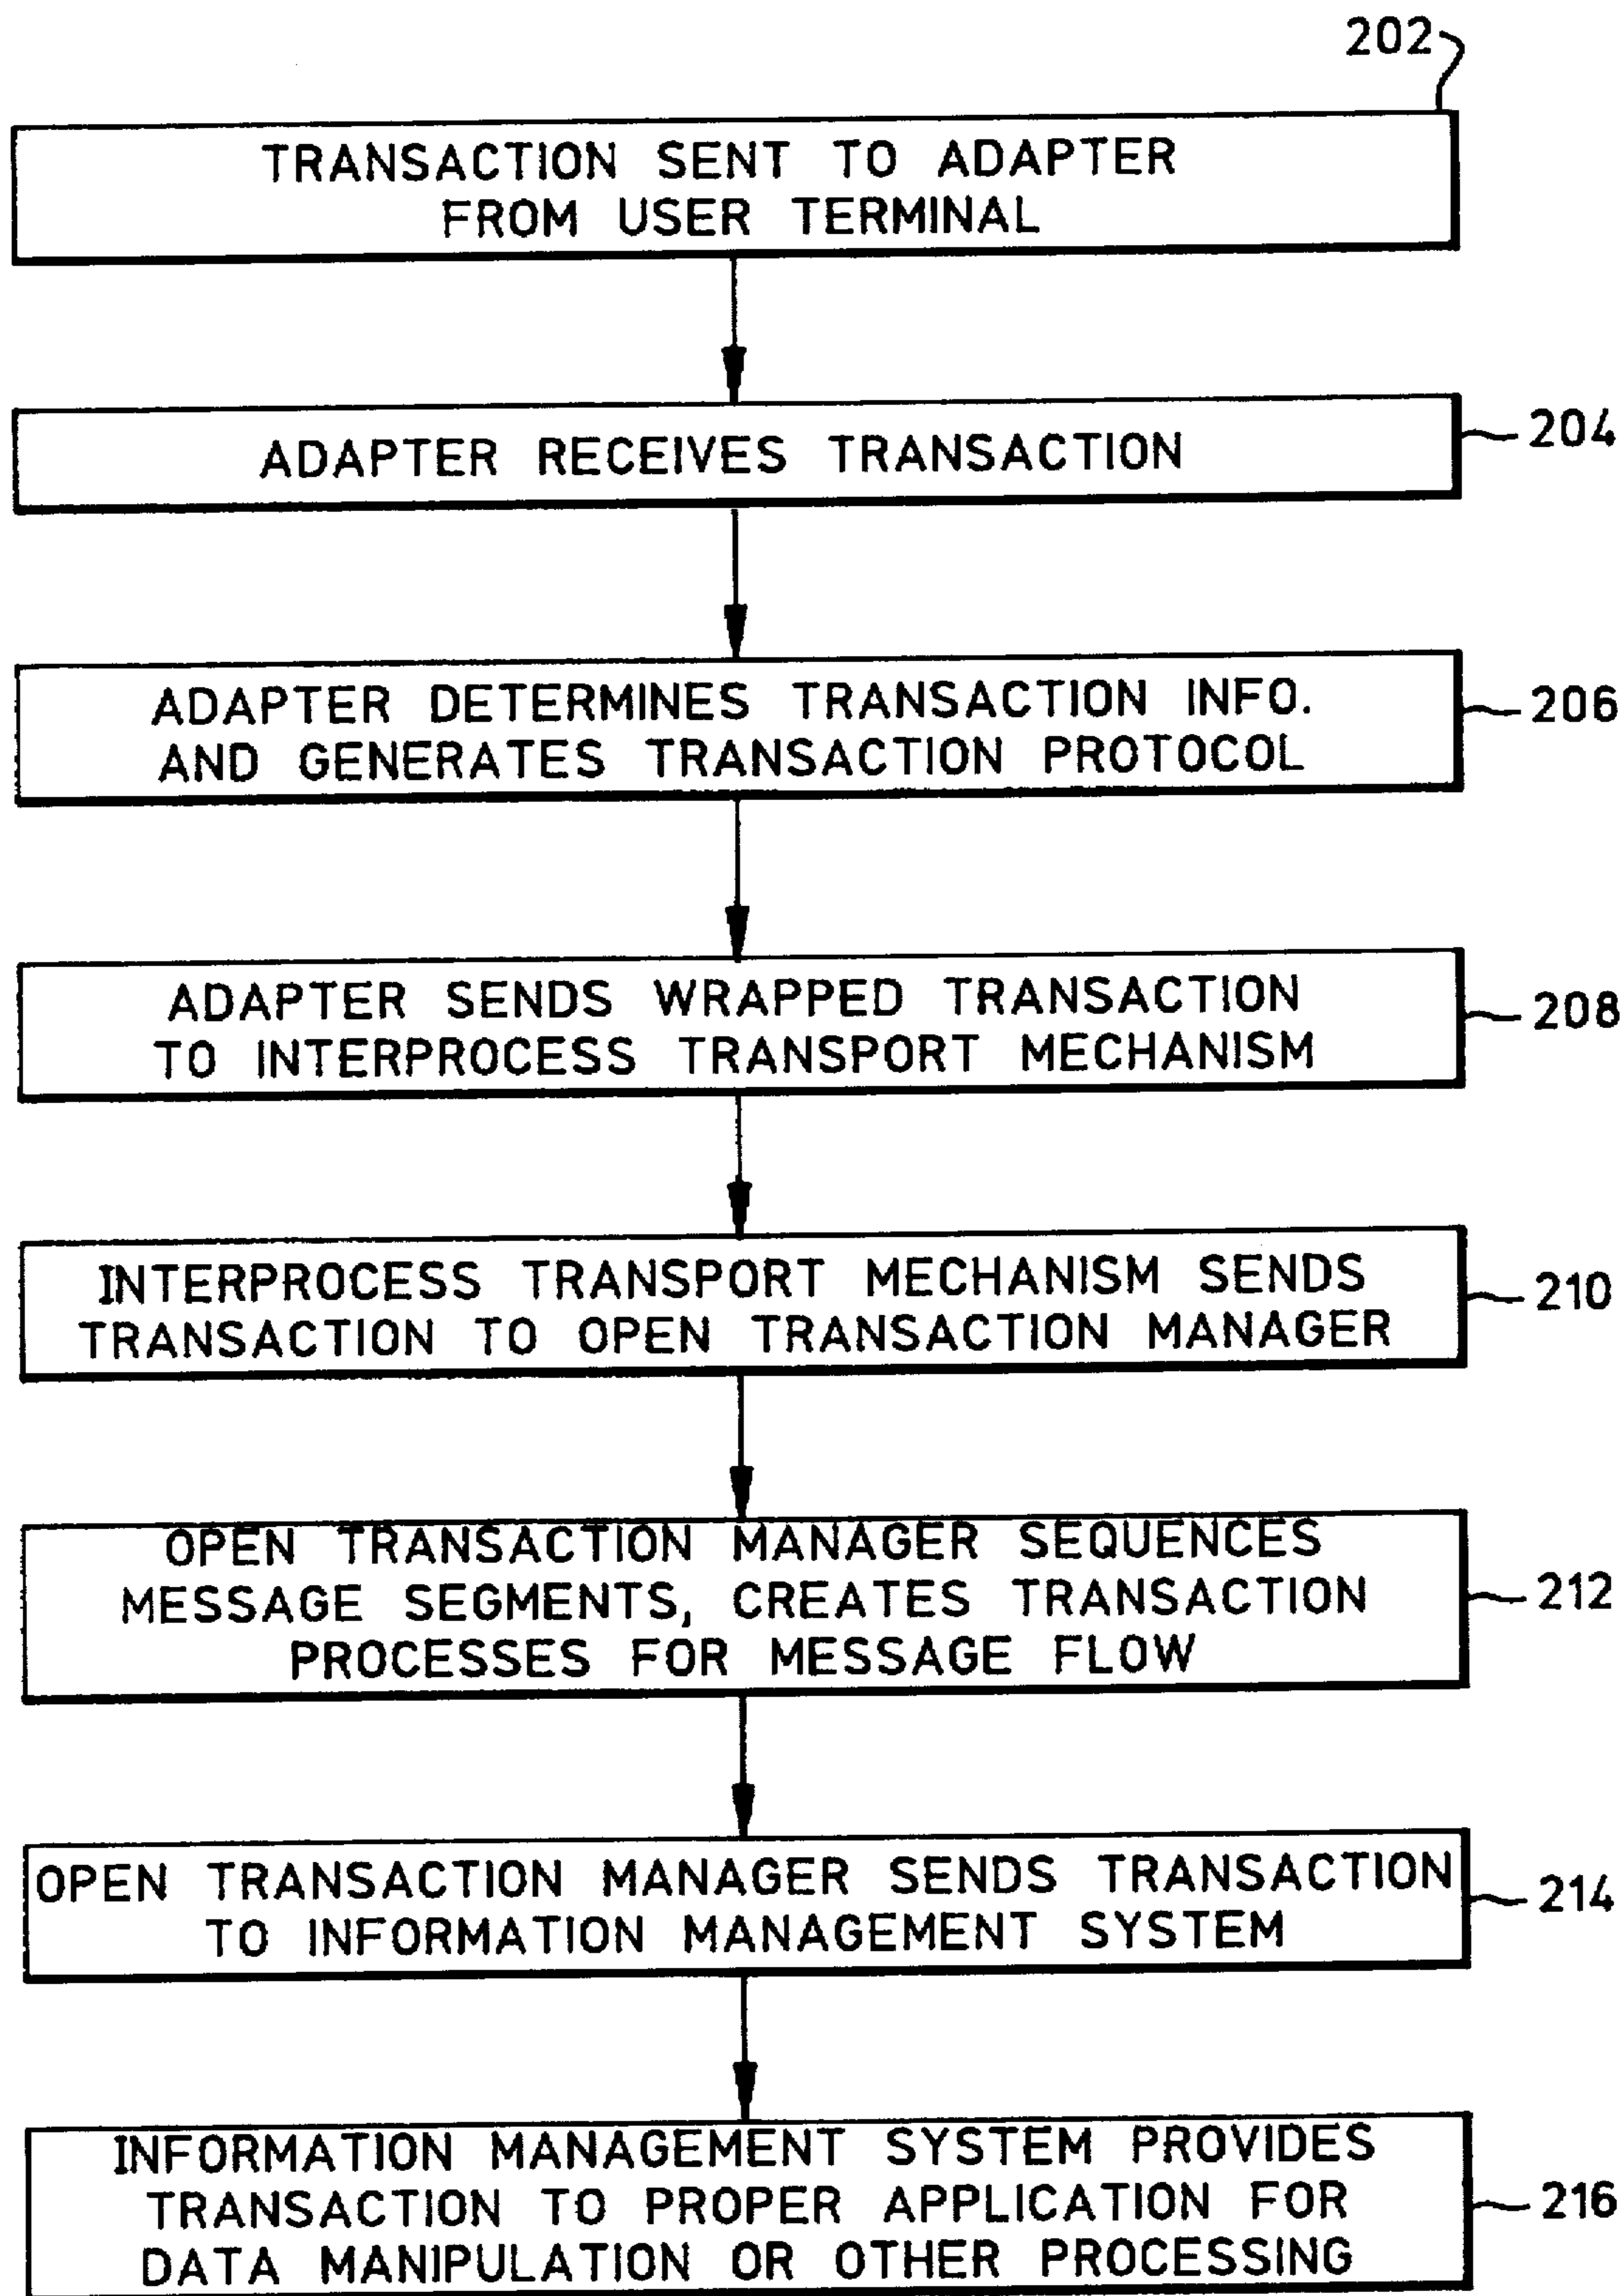 202
TRANSACTION SENT TO ADAPTER
FROM USER TERMINAL
ADAPTER RECEIVES TRANSACTION
204
ADAPTER DETERMINES TRANSACTION INFO.
AND GENERATES TRANSACTION PROTOCOL
206
ADAPTER SENDS WRAPPED TRANSACTION
TO INTERPROCESS TRANSPORT MECHANISM
208
INTERPROCESS TRANSPORT MECHANISM SENDS
TRANSACTION TO OPEN TRANSACTION MANAGER
210
OPEN TRANSACTION MANAGER SEQUENCES
MESSAGE SEGMENTS, CREATES TRANSACTION
PROCESSES FOR MESSAGE FLOW
212
OPEN TRANSACTION MANAGER SENDS TRANSACTION
TO INFORMATION MANAGEMENT SYSTEM
214
INFORMATION MANAGEMENT SYSTEM PROVIDES
TRANSACTION TO PROPER APPLICATION FOR
DATA MANIPULATION OR OTHER PROCESSING
216